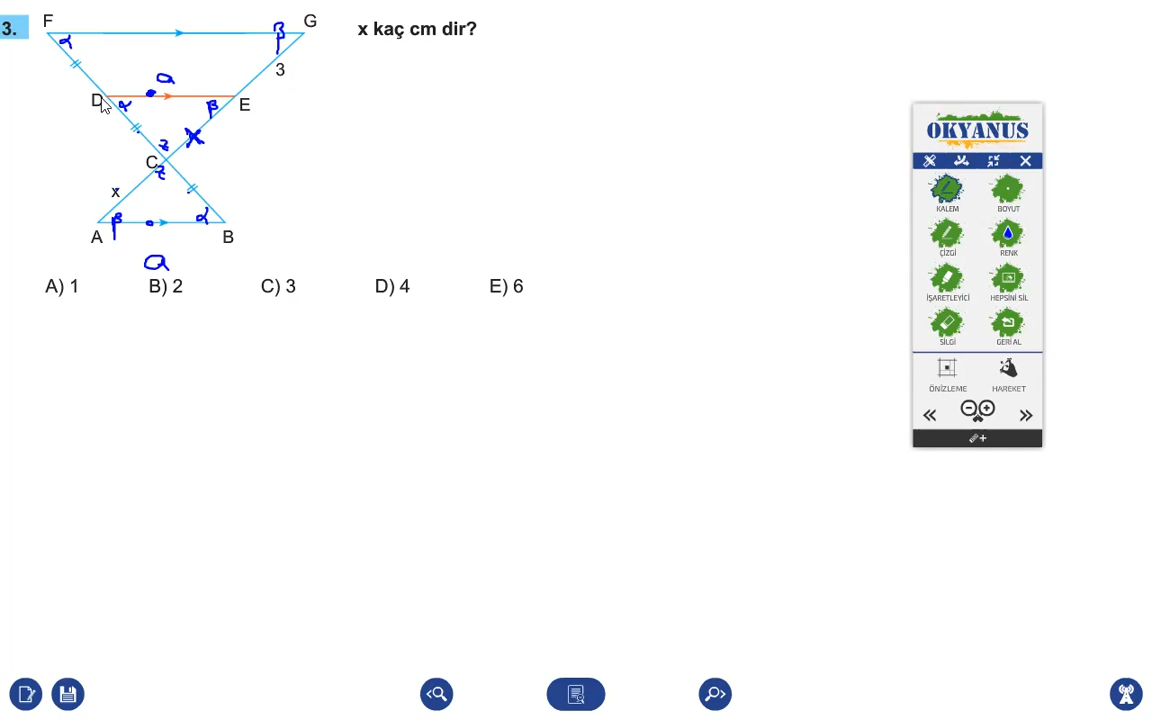 3.
x kaç cm dir?
F
G
α
β
3
a
D
α
β
E
x
z
C
z
x
β
α
A
B
a
A) 1
B) 2
C) 3
D) 4
E) 6
OKYANUS
KALEM
BOYUT
ÇİZGİ
RENK
İŞARETLEYİCİ
HEPSİNİ SİL
SİLGİ
GERİ AL
ÖNİZLEME
HAREKET